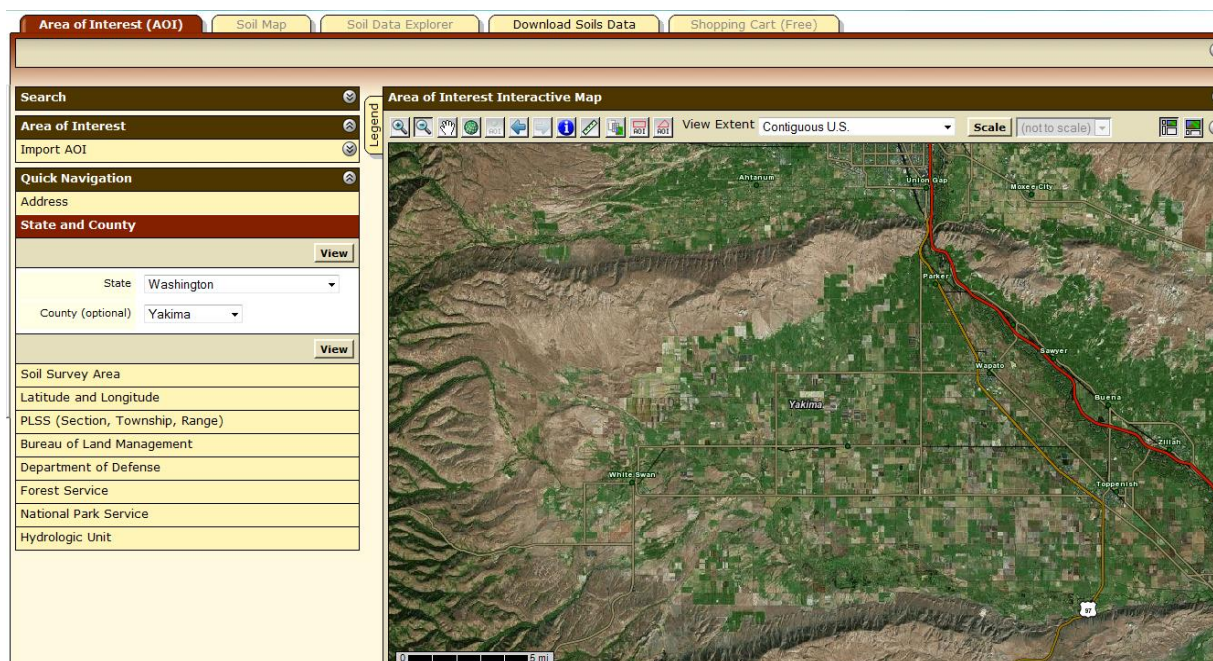 Area of Interest (AOI)
Soil Map
Soil Data Explorer
Download Soils Data
Shopping Cart (Free)
Search
Area of Interest
Import AOI
Quick Navigation
Address
State and County
View
State
Washington
County (optional)
Yakima
View
Soil Survey Area
Latitude and Longitude
PLSS (Section, Township, Range)
Bureau of Land Management
Department of Defense
Forest Service
National Park Service
Hydrologic Unit
Legend
Area of Interest Interactive Map
AOI
AOI
AOI
View Extent
Contiguous U.S.
Scale
(not to scale)
Ahtanum
Union Gap
Moxee City
Parker
Sawyer
Wapato
Buena
Yakima
Zillah
White Swan
Toppenish
97
0 5 mi